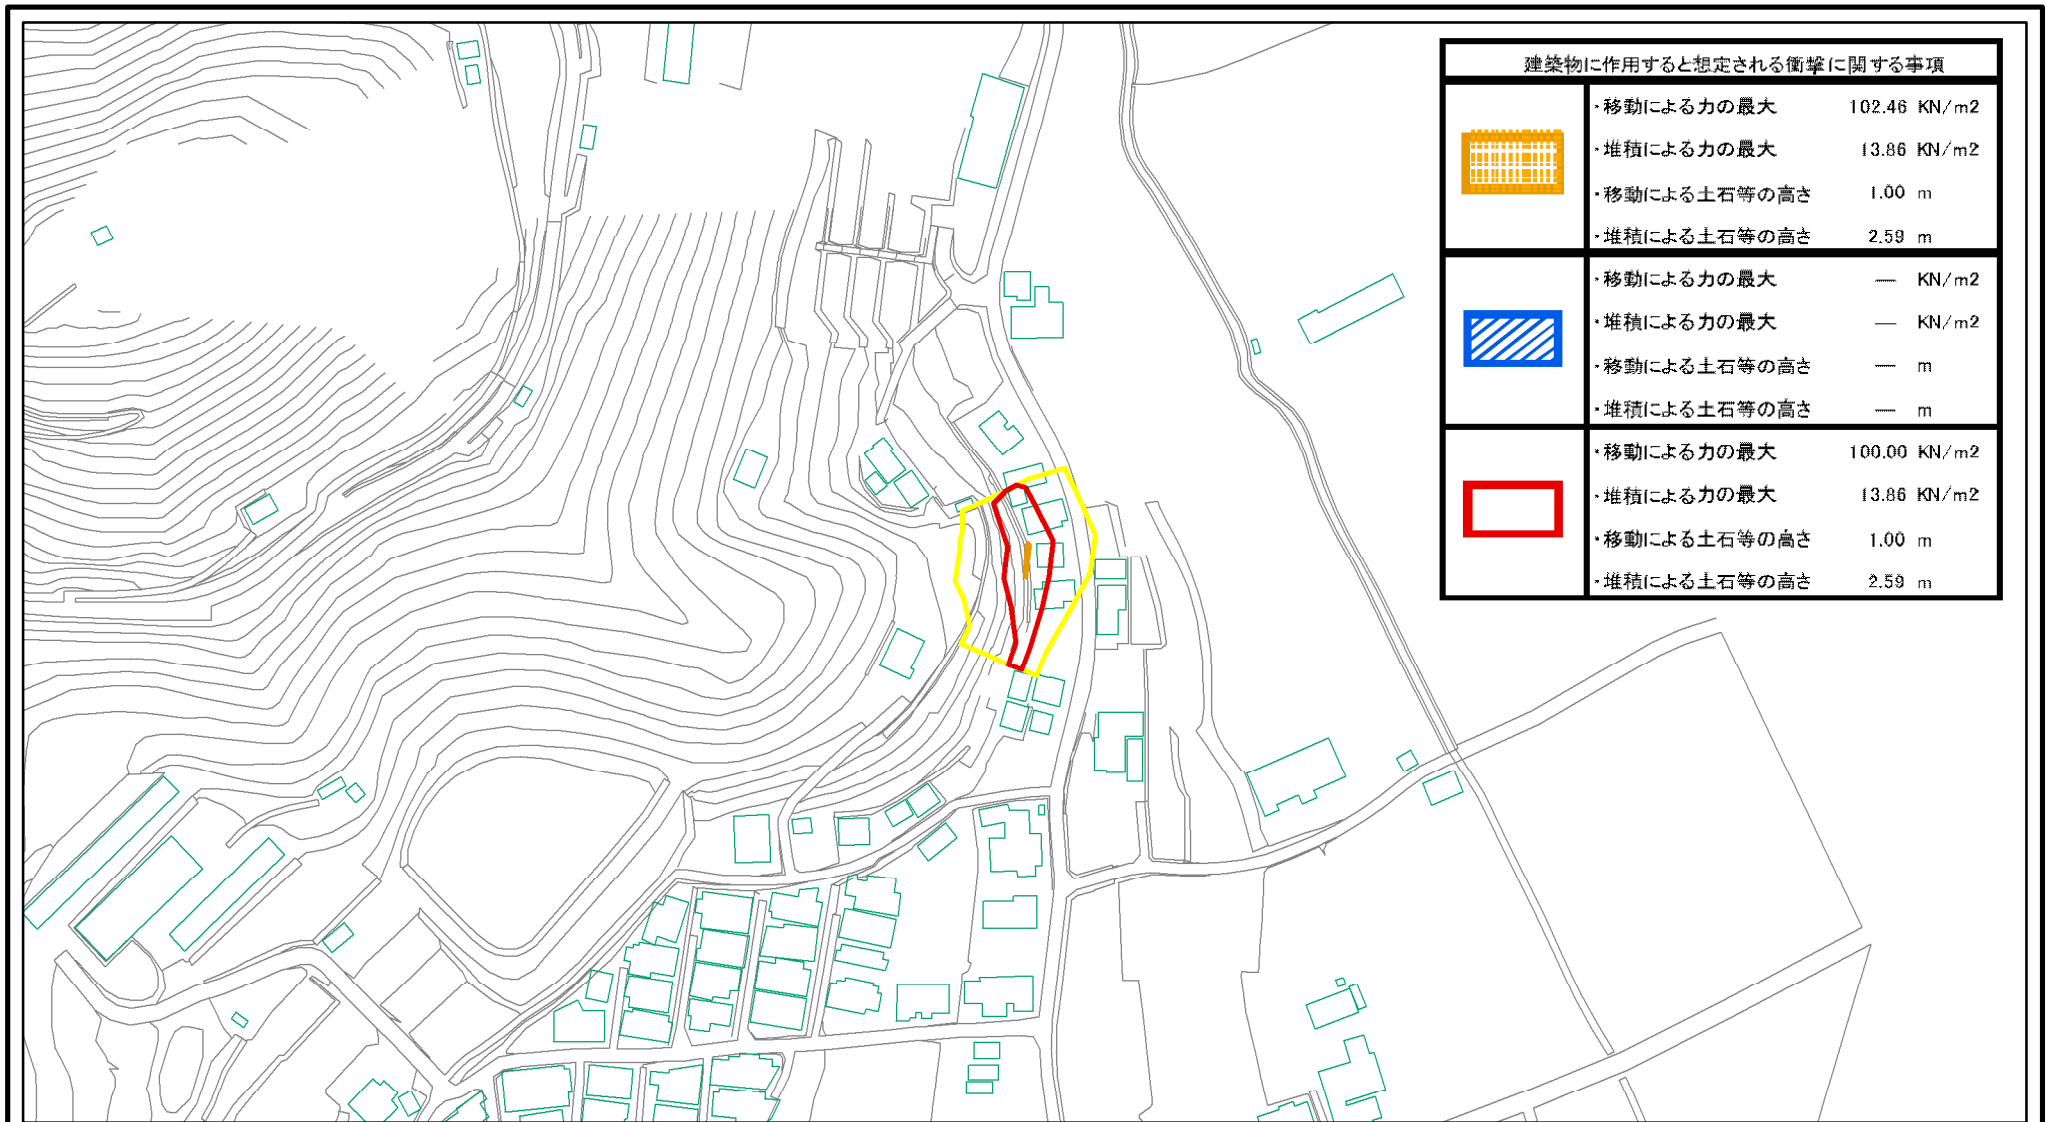 建築物に作用すると想定される衝撃に関する事項
・移動による力の最大 102.46 KN/m2
・堆積による力の最大 13.86 KN/m2
・移動による土石等の高さ 1.00 m
・堆積による土石等の高さ 2.59 m
・移動による力の最大 — KN/m2
・堆積による力の最大 — KN/m2
・移動による土石等の高さ — m
・堆積による土石等の高さ — m
・移動による力の最大 100.00 KN/m2
・堆積による力の最大 13.86 KN/m2
・移動による土石等の高さ 1.00 m
・堆積による土石等の高さ 2.59 m